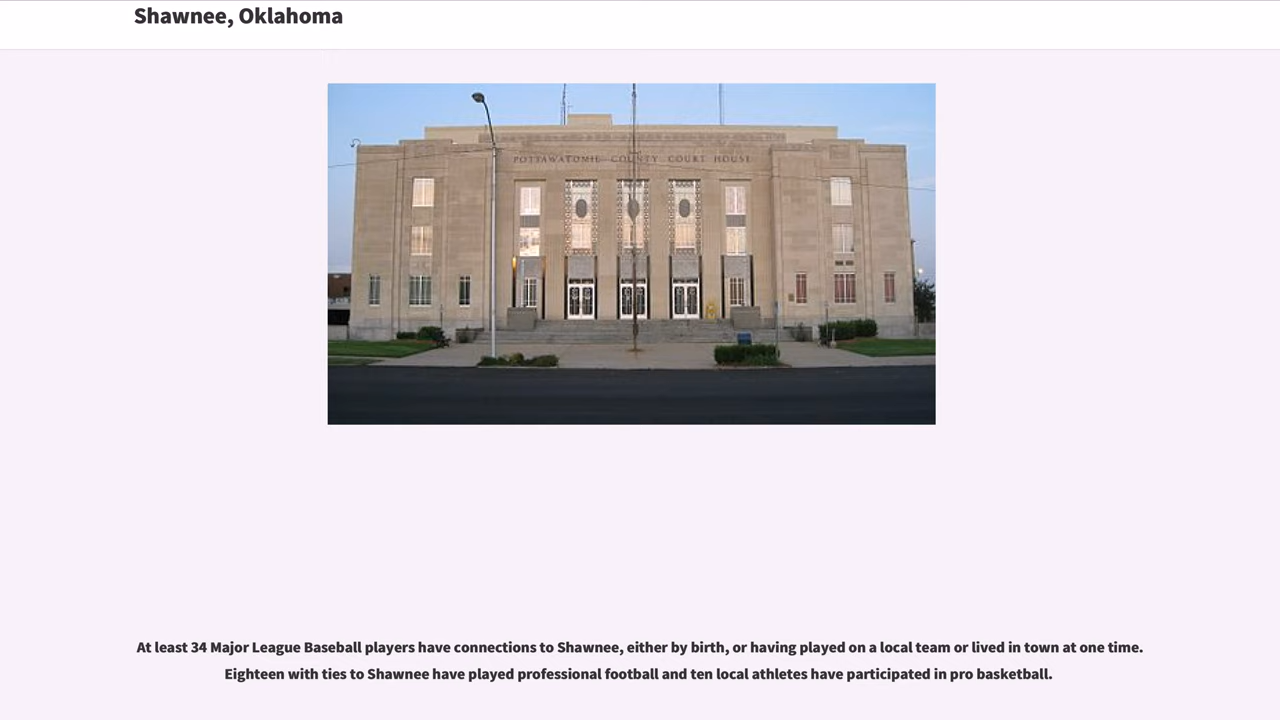 Shawnee, Oklahoma
POTTAWATOMIE COUNTY COURT HOUSE
At least 34 Major League Baseball players have connections to Shawnee, either by birth, or having played on a local team or lived in town at one time.
Eighteen with ties to Shawnee have played professional football and ten local athletes have participated in pro basketball.